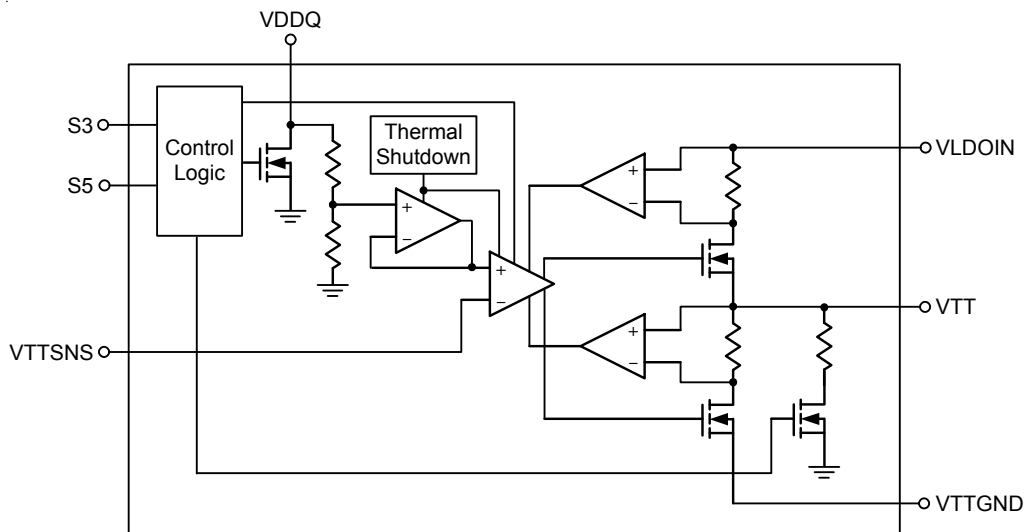 VDDQ
S3
S5
Control
Logic
Thermal
Shutdown
+
−
+
−
+
−
+
−
VLDOIN
VTT
VTTSNS
VTTGND